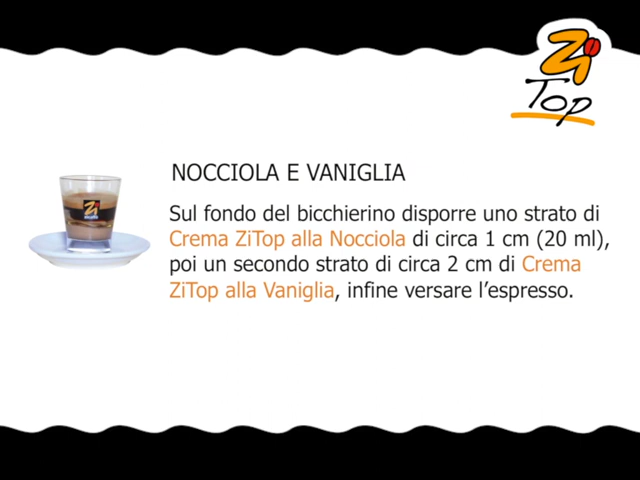 Zi
Top
NOCCIOLA E VANIGLIA
Sul fondo del bicchierino disporre uno strato di
Crema ZiTop alla Nocciola di circa 1 cm (20 ml),
poi un secondo strato di circa 2 cm di Crema
ZiTop alla Vaniglia, infine versare l’espresso.
Zi